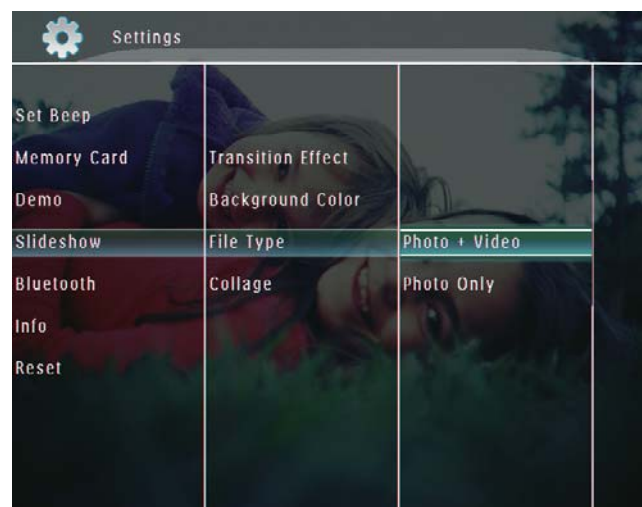 Settings
Set Beep
Memory Card
Demo
Slideshow
Bluetooth
Info
Reset
Transition Effect
Background Color
File Type
Collage
Photo + Video
Photo Only